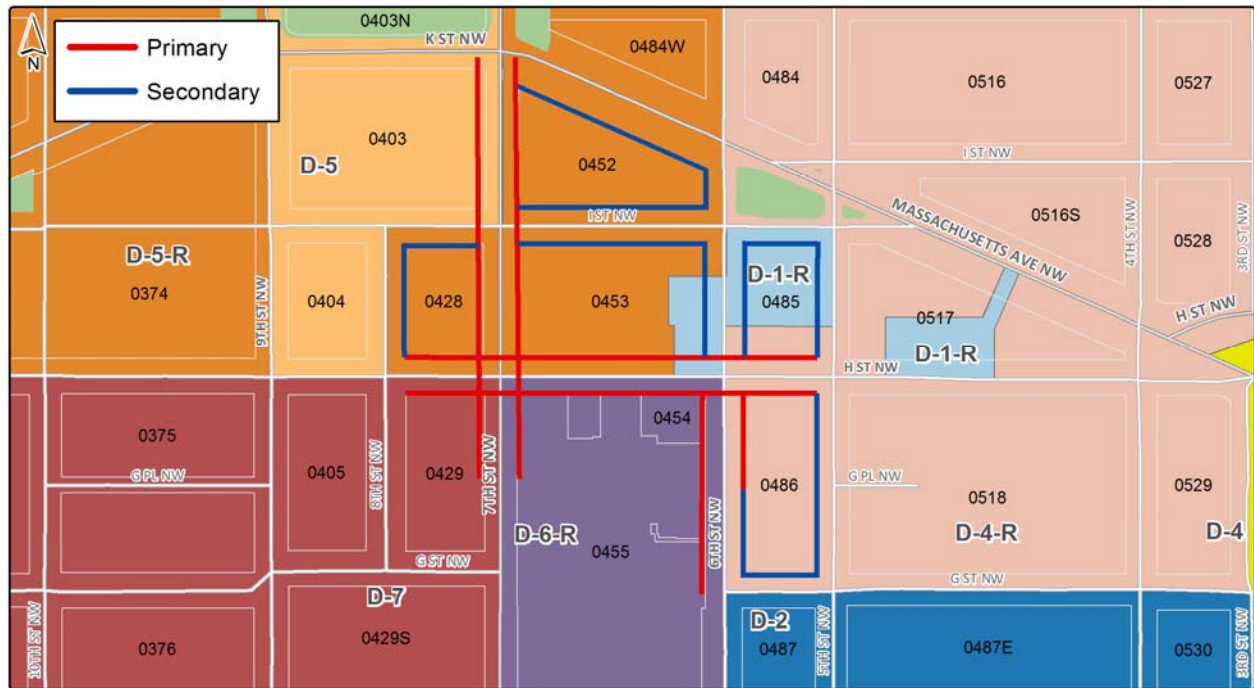 N
Primary
Secondary
0403N
K ST NW
0484W
0484
0516
0527
0403
D-5
0452
I ST NW
I ST NW
0516S
0528
MASSACHUSETTS AVE NW
4TH ST NW
3RD ST NW
D-5-R
0374
9TH ST NW
0404
0428
0453
D-1-R
0485
0517
D-1-R
H ST NW
H ST NW
0375
G PL NW
0405
8TH ST NW
0429
7TH ST NW
0454
6TH ST NW
0486
G PL NW
0518
0529
D-6-R
0455
D-4-R
D-4
G ST NW
G ST NW
D-7
10TH ST NW
0376
0429S
D-2
0487
5TH ST NW
0487E
0530
3RD ST NW